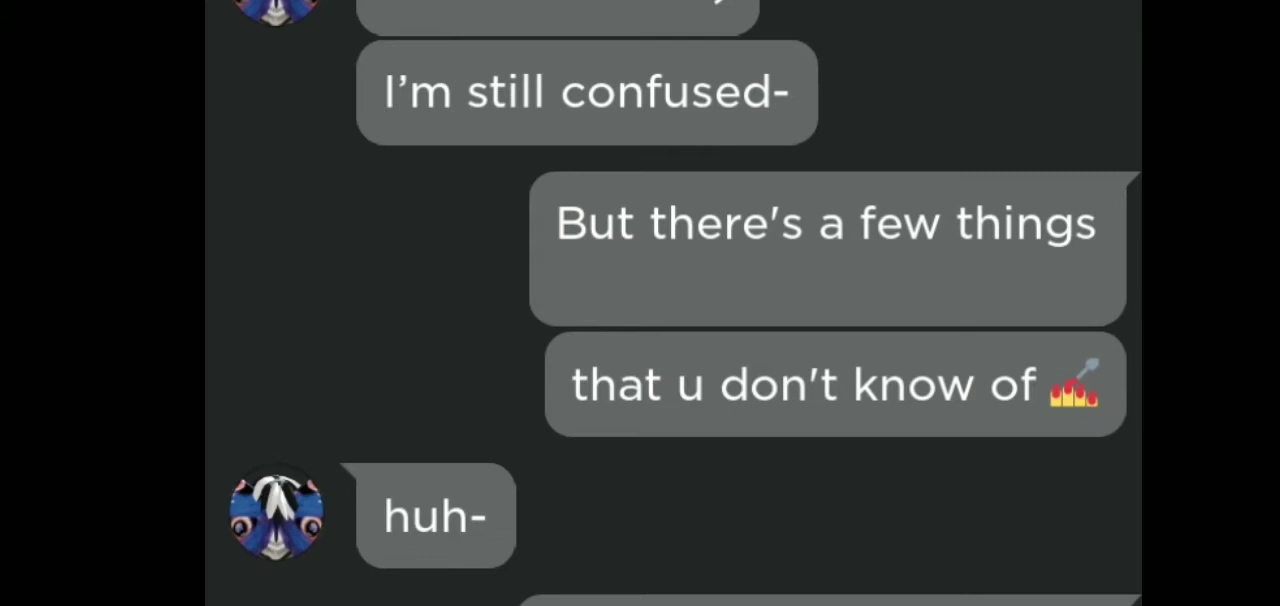 I’m still confused-
But there's a few things
that u don't know of 💅
huh-